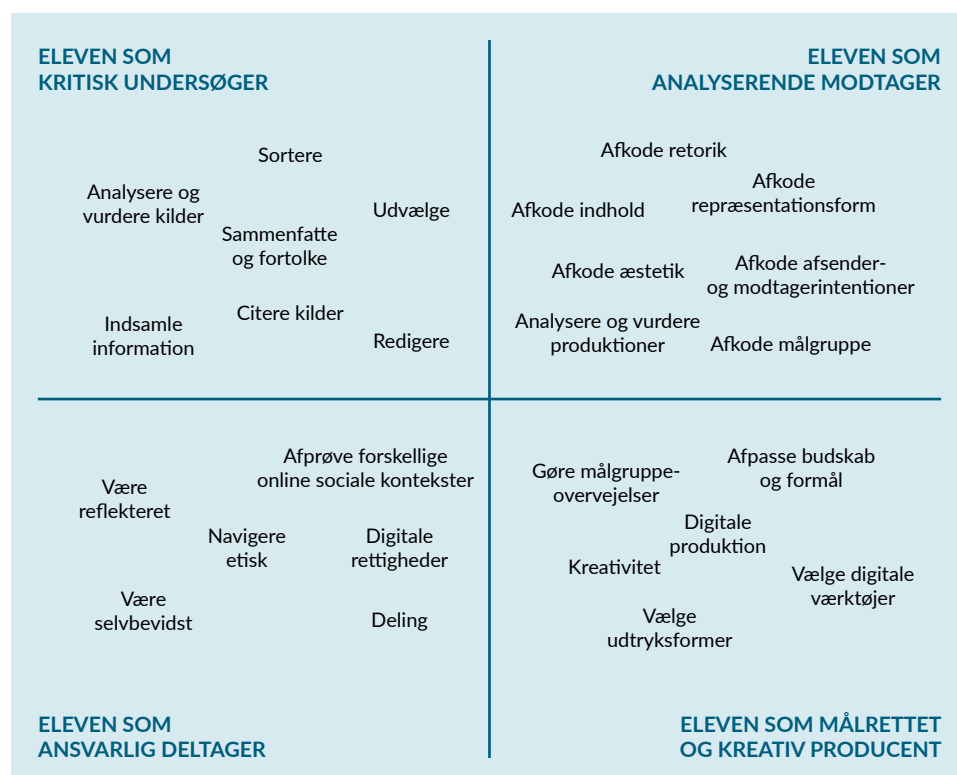 ELEVEN SOM
KRITISK UNDERSØGER
Sortere
Analysere og
vurdere kilder
Udvælge
Sammenfatte
og fortolke
Citere kilder
Indsamle
information
Redigere
ELEVEN SOM
ANALYSERENDE MODTAGER
Afkode retorik
Afkode
repræsentationsform
Afkode indhold
Afkode æstetik
Afkode afsender-
og modtagerintentioner
Analysere og vurdere
produktioner
Afkode målgruppe
Afprøve forskellige
online sociale kontekster
Være
reflekteret
Navigere
etisk
Digitale
rettigheder
Være
selvbevidst
Deling
ELEVEN SOM
ANSVARLIG DELTAGER
Afpasse budskab
og formål
Gøre målgruppe-
overvejelser
Digitale
produktion
Kreativitet
Vælge digitale
værktøjer
Vælge
udtryksformer
ELEVEN SOM MÅLRETTET
OG KREATIV PRODUCENT